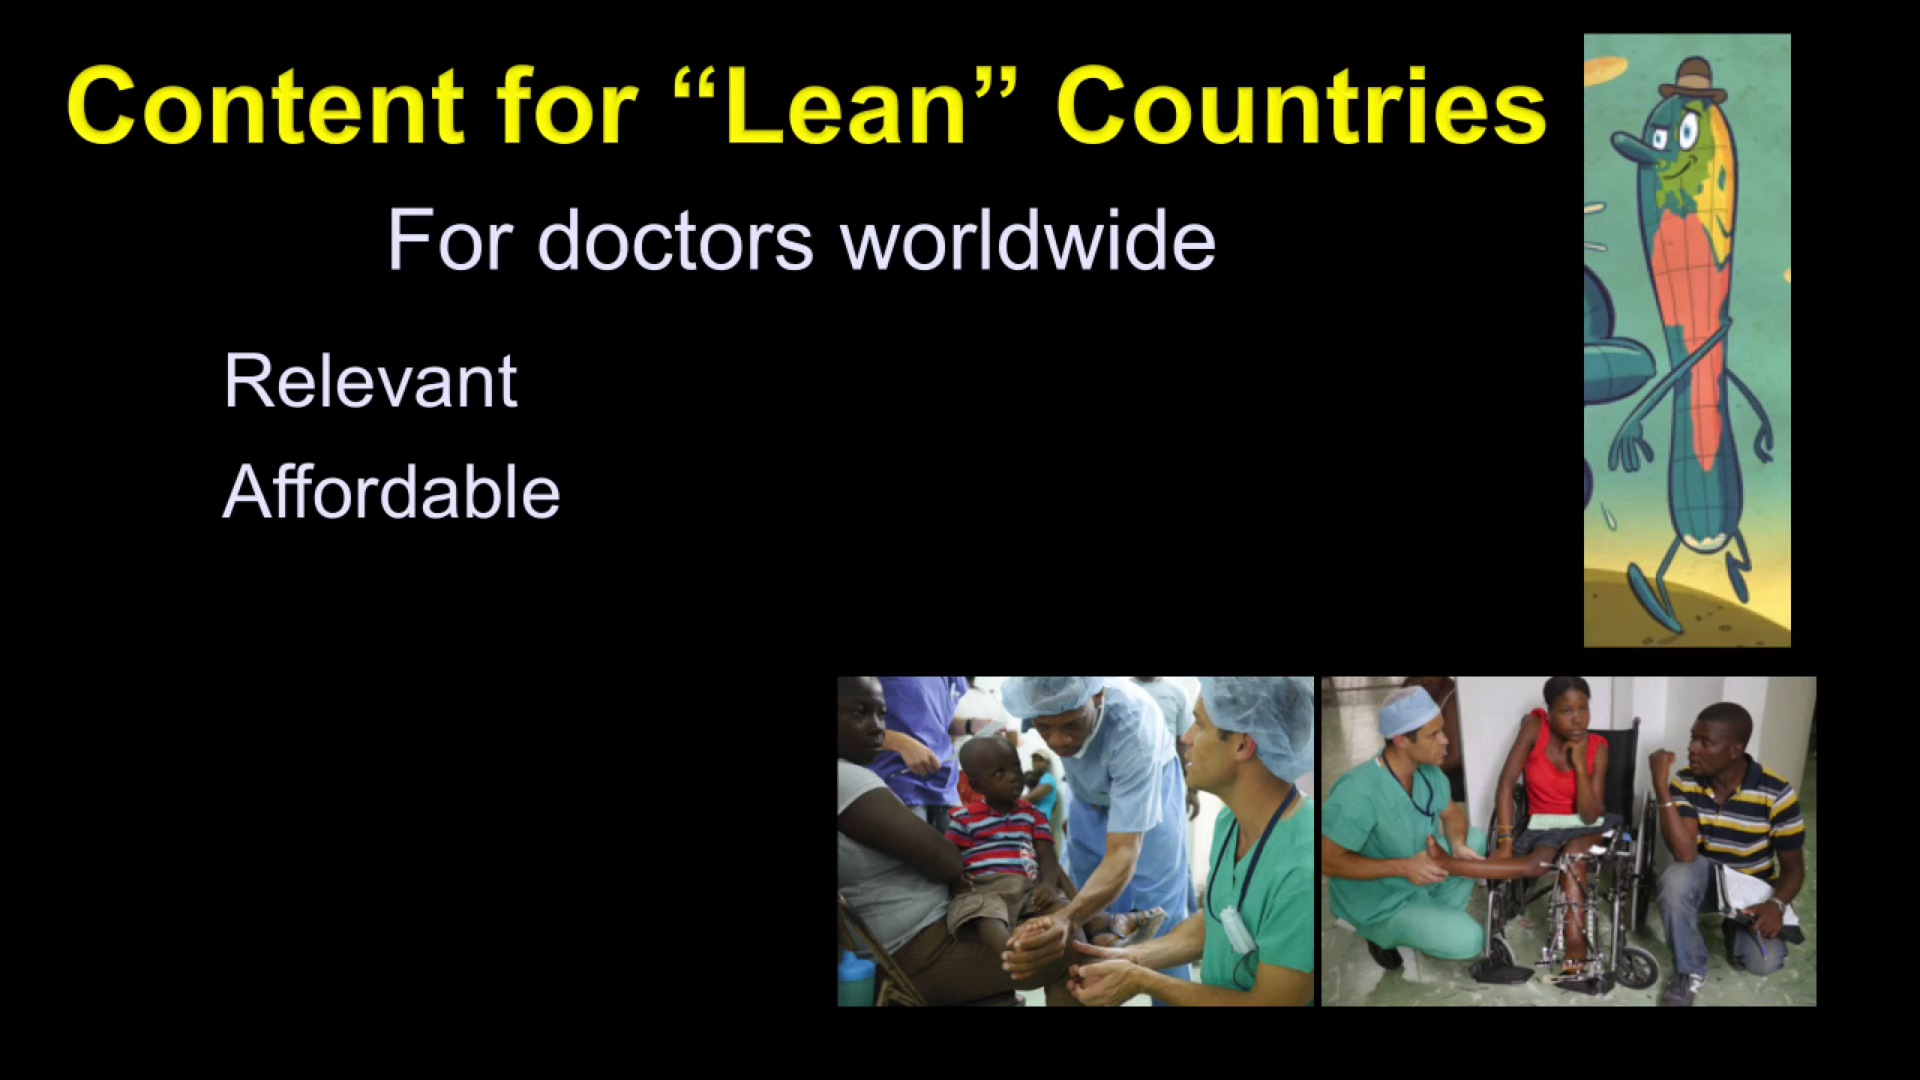 Content for “Lean” Countries
For doctors worldwide
Relevant
Affordable